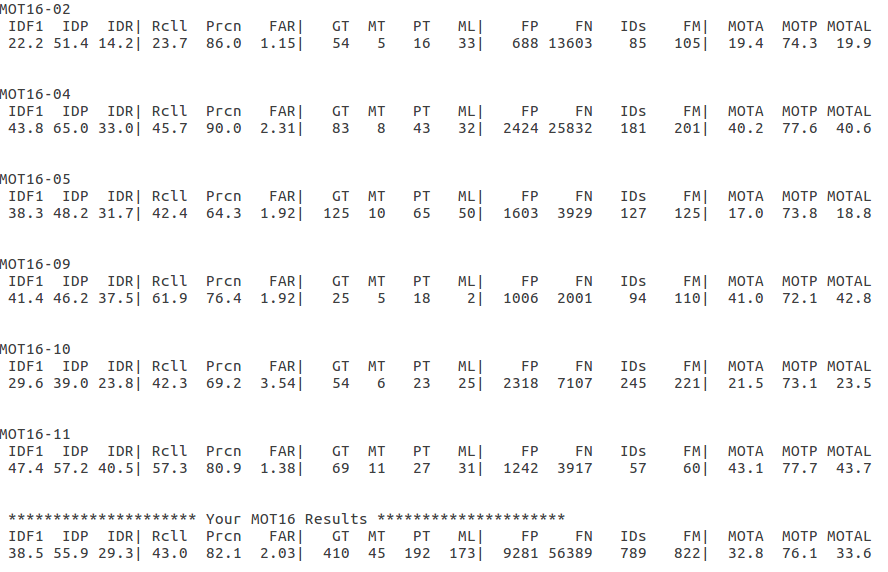 MOT16-02
IDF1 IDP IDR| Rcll Prcn FAR| GT MT PT ML| FP FN IDs FM| MOTA MOTP MOTAL
22.2 51.4 14.2| 23.7 86.0 1.15| 54 5 16 33| 688 13603 85 105| 19.4 74.3 19.9
MOT16-04
IDF1 IDP IDR| Rcll Prcn FAR| GT MT PT ML| FP FN IDs FM| MOTA MOTP MOTAL
43.8 65.0 33.0| 45.7 90.0 2.31| 83 8 43 32| 2424 25832 181 201| 40.2 77.6 40.6
MOT16-05
IDF1 IDP IDR| Rcll Prcn FAR| GT MT PT ML| FP FN IDs FM| MOTA MOTP MOTAL
38.3 48.2 31.7| 42.4 64.3 1.92| 125 10 65 50| 1603 3929 127 125| 17.0 73.8 18.8
MOT16-09
IDF1 IDP IDR| Rcll Prcn FAR| GT MT PT ML| FP FN IDs FM| MOTA MOTP MOTAL
41.4 46.2 37.5| 61.9 76.4 1.92| 25 5 18 2| 1006 2001 94 110| 41.0 72.1 42.8
MOT16-10
IDF1 IDP IDR| Rcll Prcn FAR| GT MT PT ML| FP FN IDs FM| MOTA MOTP MOTAL
29.6 39.0 23.8| 42.3 69.2 3.54| 54 6 23 25| 2318 7107 245 221| 21.5 73.1 23.5
MOT16-11
IDF1 IDP IDR| Rcll Prcn FAR| GT MT PT ML| FP FN IDs FM| MOTA MOTP MOTAL
47.4 57.2 40.5| 57.3 80.9 1.38| 69 11 27 31| 1242 3917 57 60| 43.1 77.7 43.7
********************* Your MOT16 Results *********************
IDF1 IDP IDR| Rcll Prcn FAR| GT MT PT ML| FP FN IDs FM| MOTA MOTP MOTAL
38.5 55.9 29.3| 43.0 82.1 2.03| 410 45 192 173| 9281 56389 789 822| 32.8 76.1 33.6